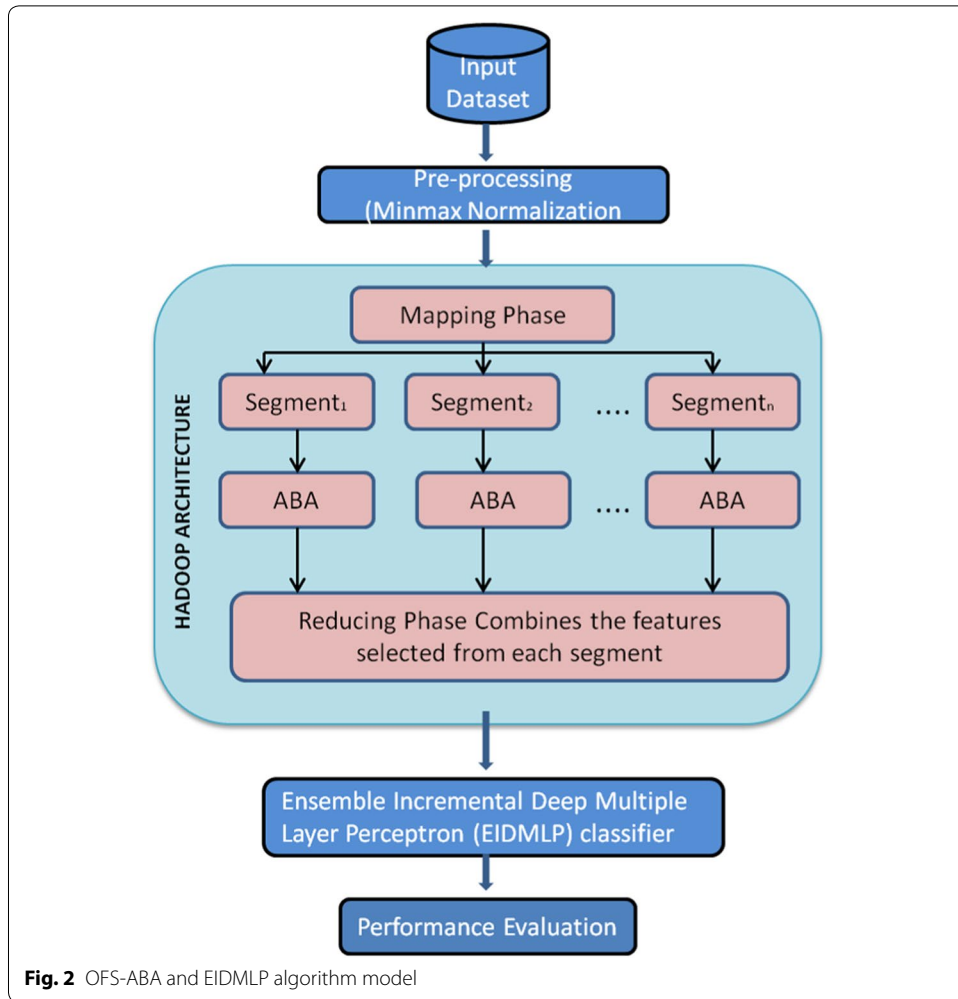 Input
Dataset
Pre-processing
(Minmax Normalization
HADOOP ARCHITECTURE
Mapping Phase
Segment₁ Segment₂ .... Segmentₙ
ABA ABA .... ABA
Reducing Phase Combines the features
selected from each segment
Ensemble Incremental Deep Multiple
Layer Perceptron (EIDMLP) classifier
Performance Evaluation
Fig. 2 OFS-ABA and EIDMLP algorithm model